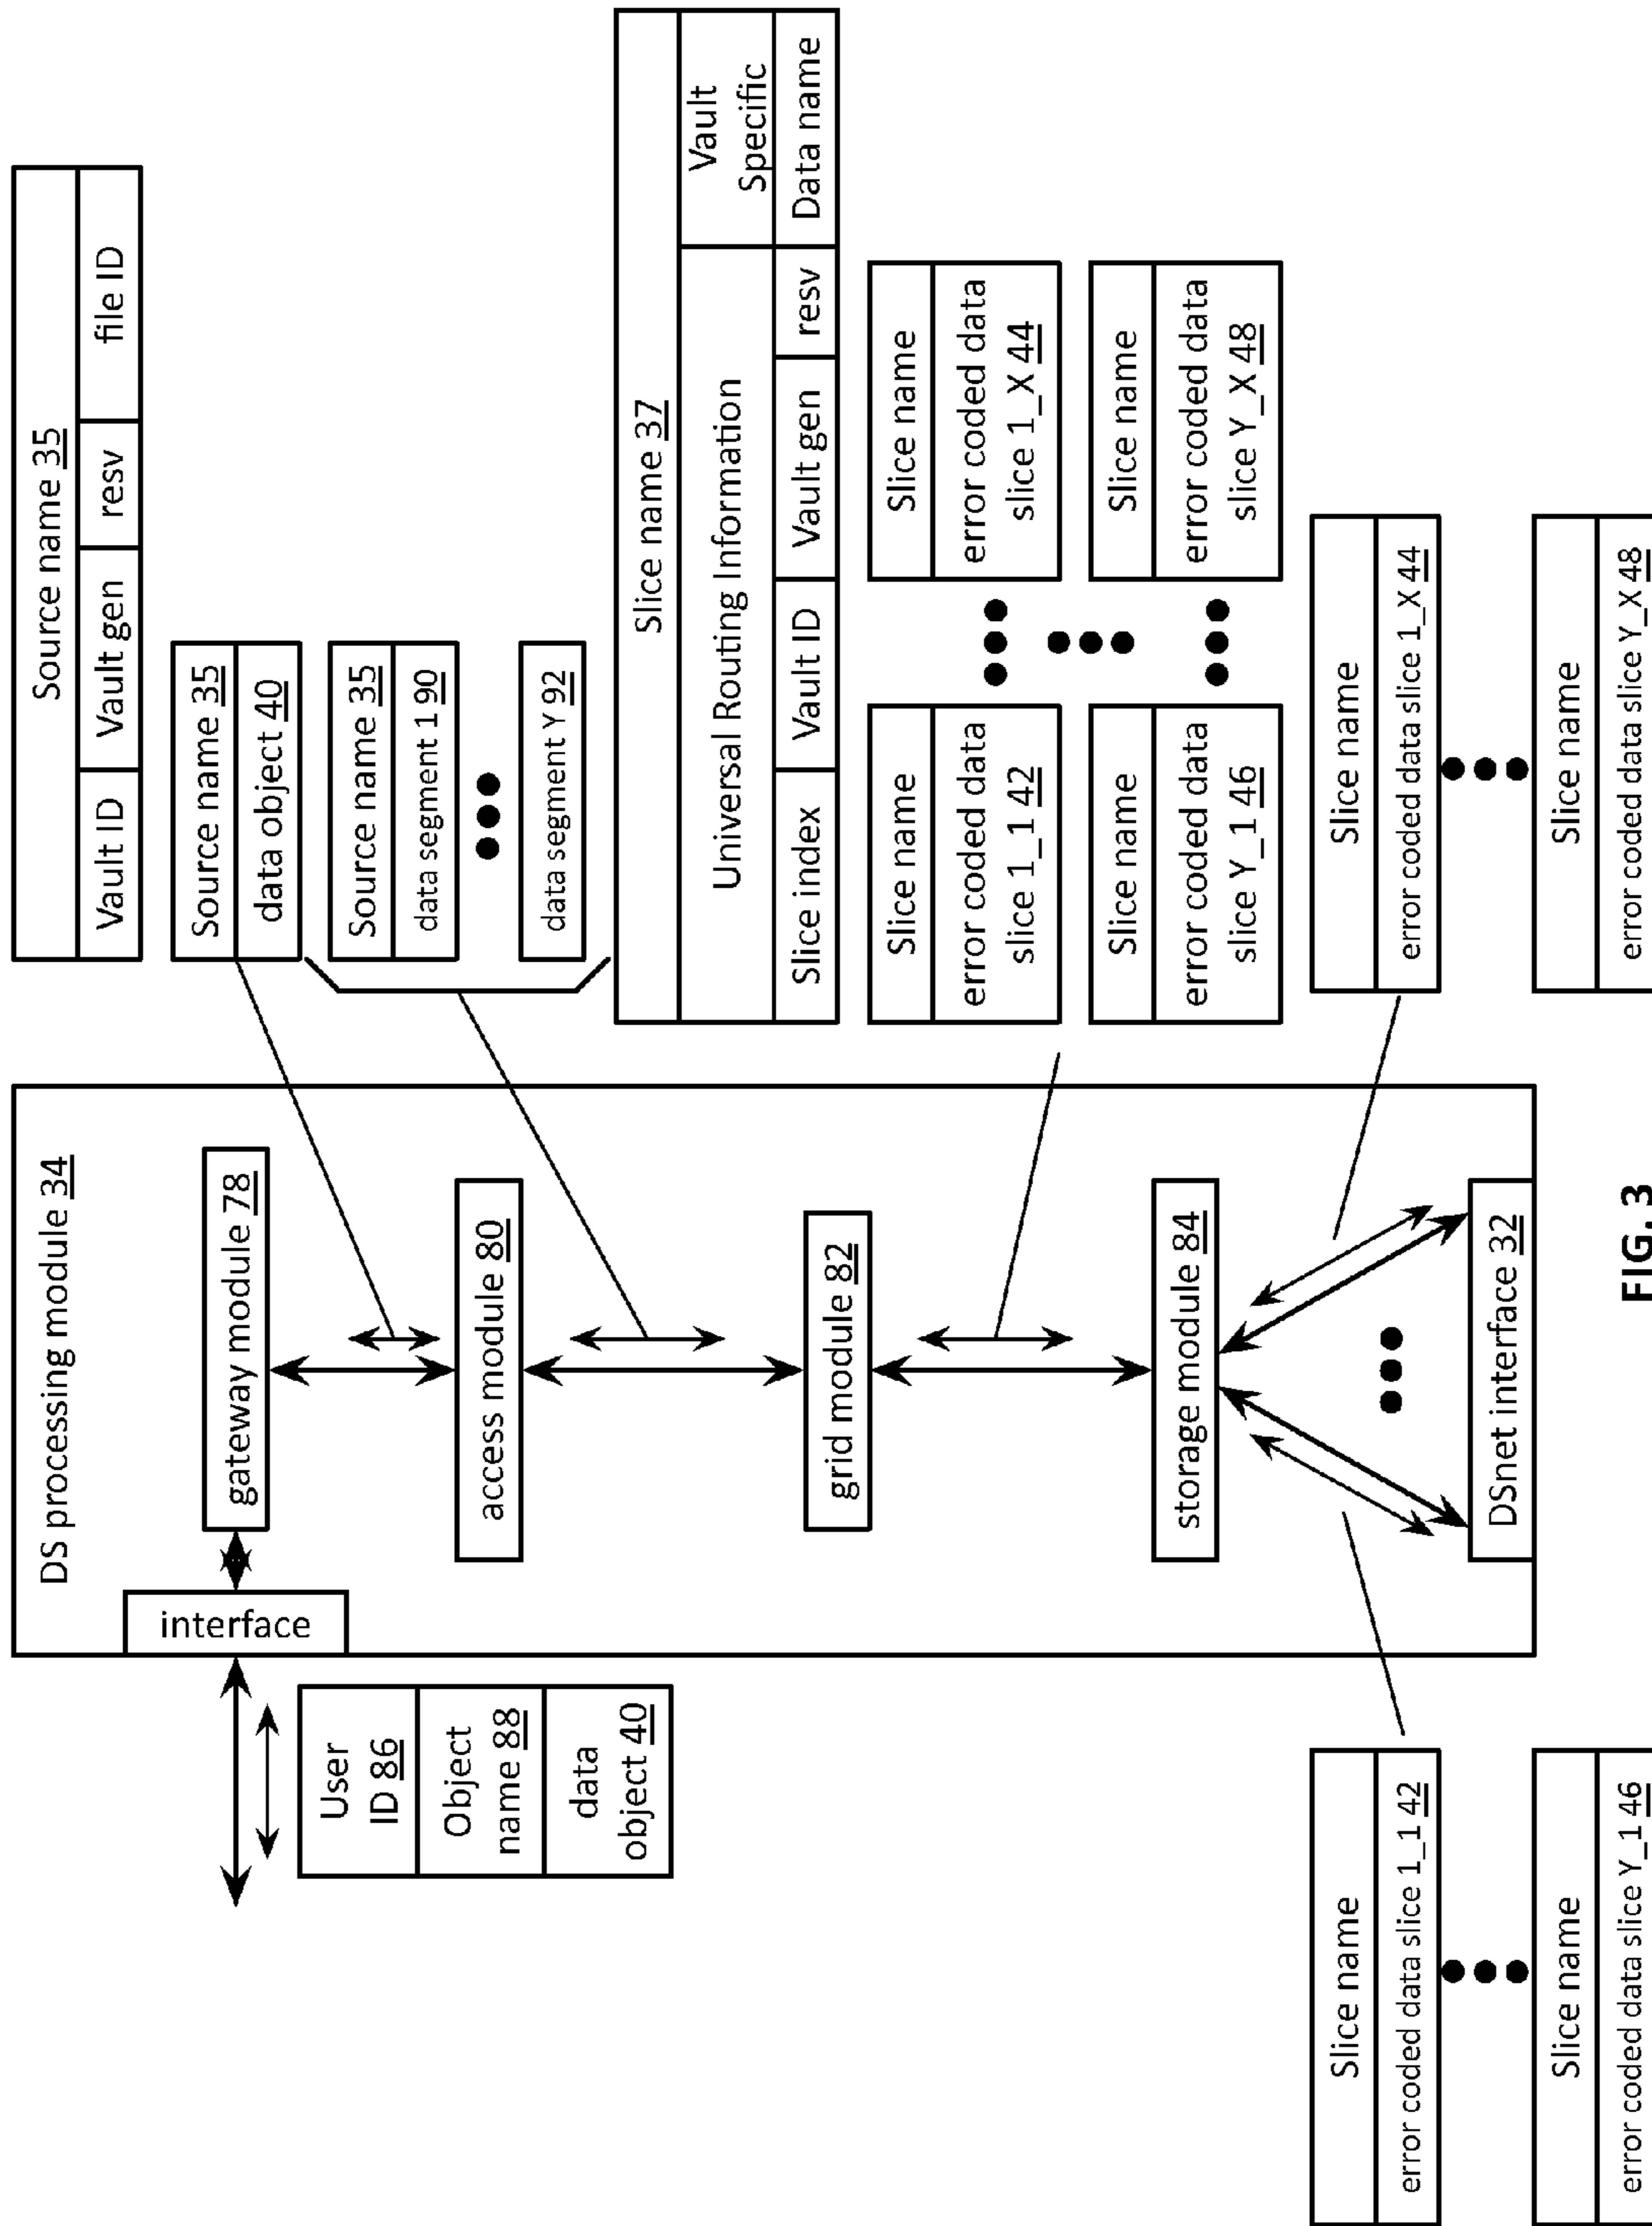 DS processing module 34
interface
gateway module 78
access module 80
grid module 82
storage module 84
DSnet interface 32
User
ID 86
Object
name 88
data
object 40
Source name 35
Vault ID
Vault gen
resv
file ID
Source name 35
data object 40
Source name 35
data segment 1 90
data segment Y 92
Slice name 37
Universal Routing Information
Vault
Specific
Slice index
Vault ID
Vault gen
resv
Data name
Slice name
error coded data
slice 1_1 42
Slice name
error coded data
slice 1_X 44
Slice name
error coded data
slice Y_1 46
Slice name
error coded data
slice Y_X 48
Slice name
error coded data slice 1_1 42
Slice name
error coded data slice Y_1 46
Slice name
error coded data slice 1_X 44
Slice name
error coded data slice Y_X 48
FIG. 3